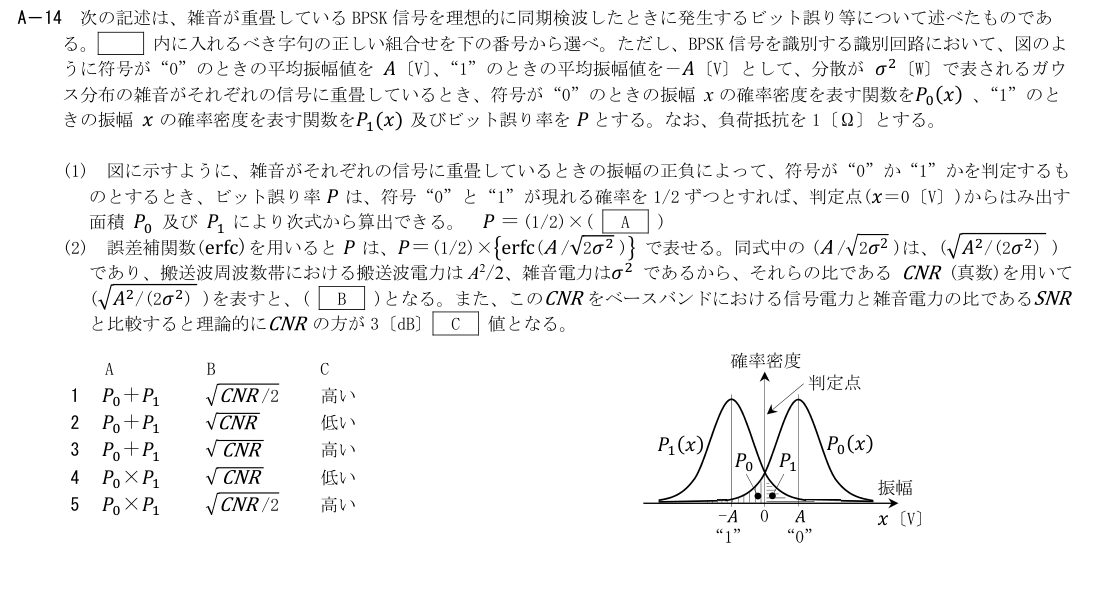 A－14　次の記述は、雑音が重畳している BPSK 信号を理想的に同期検波したときに発生するビット誤り等について述べたものであ
る。□ 内に入れるべき字句の正しい組合せを下の番号から選べ。ただし、BPSK 信号を識別する識別回路において、図のよ
うに符号が “0” のときの平均振幅値を A〔V〕、“1” のときの平均振幅値を－A〔V〕として、分散が σ²〔W〕で表されるガウ
ス分布の雑音がそれぞれの信号に重畳しているとき、符号が “0” のときの振幅 x の確率密度を表す関数をP₀(x) 、“1” のと
きの振幅 x の確率密度を表す関数をP₁(x) 及びビット誤り率を P とする。なお、負荷抵抗を 1〔Ω〕とする。
(1)　図に示すように、雑音がそれぞれの信号に重畳しているときの振幅の正負によって、符号が “0” か “1” かを判定するも
のとするとき、ビット誤り率 P は、符号 “0” と “1” が現れる確率を 1/2 ずつとすれば、判定点(x＝0〔V〕)からはみ出す
面積 P₀ 及び P₁ により次式から算出できる。　P＝(1/2)×( A )
(2)　誤差補関数(erfc)を用いると P は、P＝(1/2)×{erfc(A/√(2σ²))} で表せる。同式中の (A/√(2σ²))は、(√(A²/(2σ²)))
であり、搬送波周波数帯における搬送波電力は A²/2、雑音電力はσ² であるから、それらの比である CNR (真数)を用いて
(√(A²/(2σ²)))を表すと、( B )となる。また、このCNRをベースバンドにおける信号電力と雑音電力の比であるSNR
と比較すると理論的にCNR の方が 3〔dB〕 C 値となる。
A　B　C
1　P₀＋P₁　√(CNR/2)　高い
2　P₀＋P₁　√(CNR)　低い
3　P₀＋P₁　√(CNR)　高い
4　P₀×P₁　√(CNR)　低い
5　P₀×P₁　√(CNR/2)　高い
確率密度
判定点
P₁(x)　P₀(x)
P₀　P₁
振幅
-A　0　A　x〔V〕
“1”　“0”